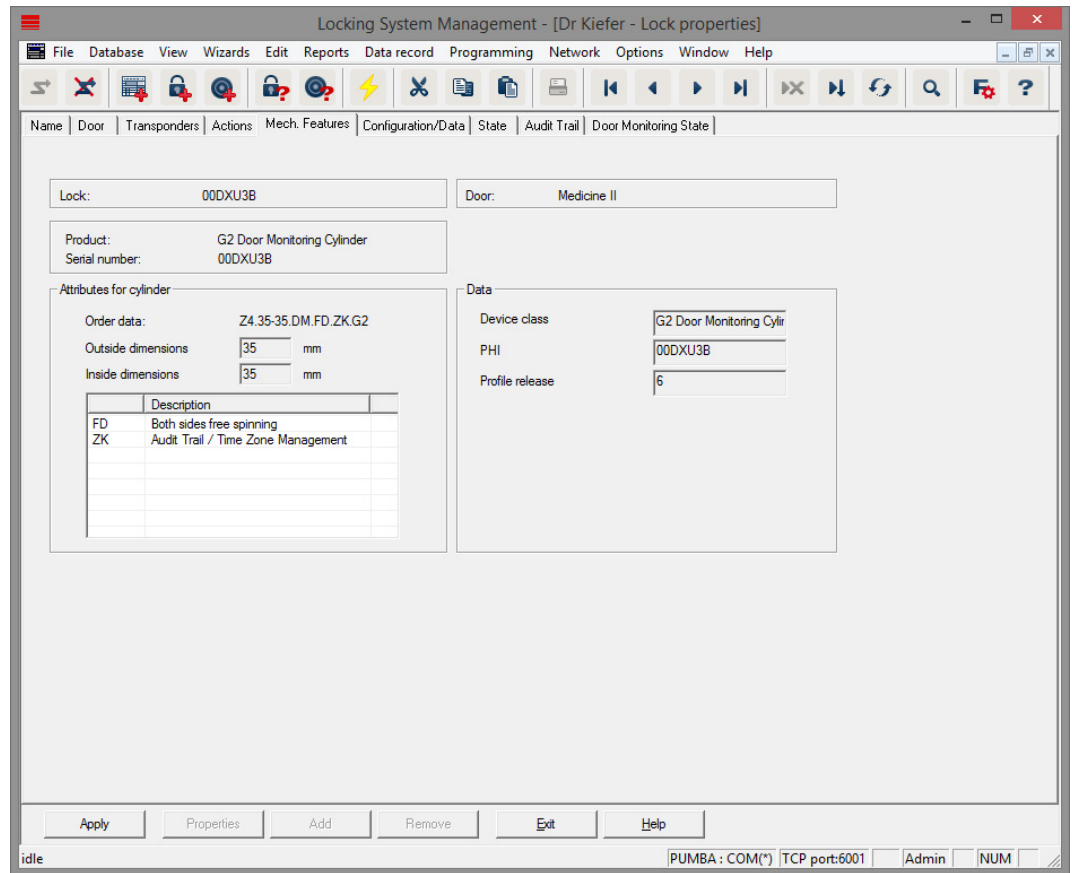 Locking System Management - [Dr Kiefer - Lock properties]
File Database View Wizards Edit Reports Data record Programming Network Options Window Help
Name Door Transponders Actions Mech. Features Configuration/Data State Audit Trail Door Monitoring State
Lock: 00DXU3B
Door: Medicine II
Product: G2 Door Monitoring Cylinder
Serial number: 00DXU3B
Attributes for cylinder
Order data: Z4.35-35.DM.FD.ZK.G2
Outside dimensions 35 mm
Inside dimensions 35 mm
Description
FD Both sides free spinning
ZK Audit Trail / Time Zone Management
Data
Device class G2 Door Monitoring Cylir
PHI 00DXU3B
Profile release 6
Apply Properties Add Remove Exit Help
idle PUMBA : COM(*) TCP port:6001 Admin NUM